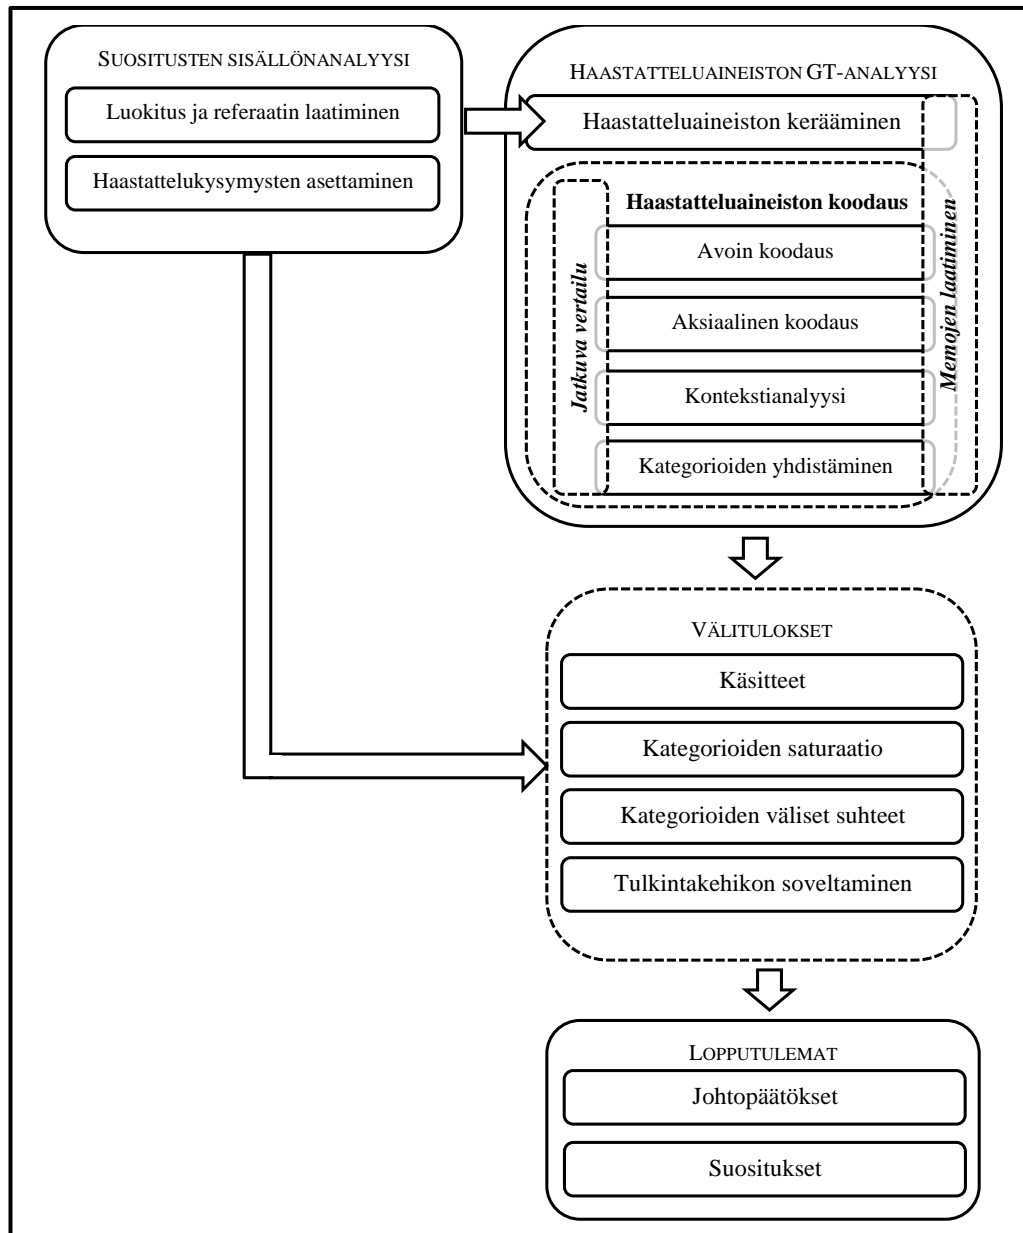 SUOSITUSTEN SISÄLLÖNANALYYSI
Luokitus ja referaatin laatiminen
Haastattelukysymysten asettaminen
HAASTATTELUAINEISTON GT-ANALYYSI
Haastatteluaineiston kerääminen
Haastatteluaineiston koodaus
Avoin koodaus
Aksiaalinen koodaus
Kontekstianalyysi
Kategorioiden yhdistäminen
Jatkuva vertailu
Memojen laatiminen
VÄLITULOKSET
Käsitteet
Kategorioiden saturaatio
Kategorioiden väliset suhteet
Tulkintakehikon soveltaminen
LOPPUTULEMAT
Johtopäätökset
Suositukset